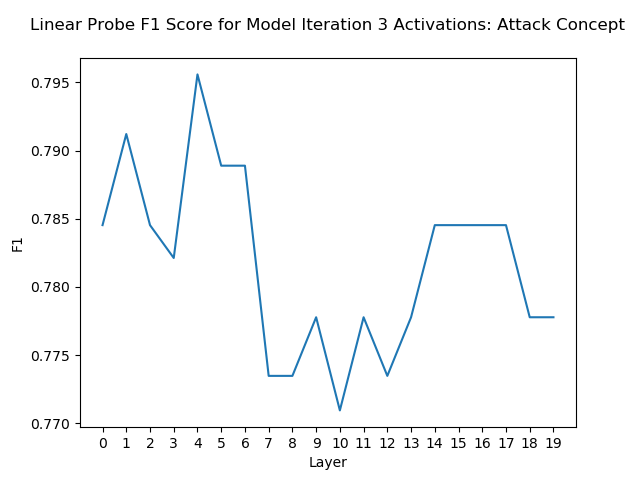 Linear Probe F1 Score for Model Iteration 3 Activations: Attack Concept
0.795
0.790
0.785
0.780
0.775
0.770
F1
0 1 2 3 4 5 6 7 8 9 10 11 12 13 14 15 16 17 18 19
Layer